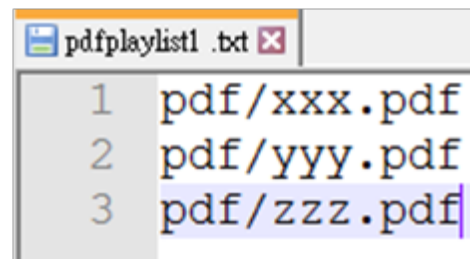 pdfplaylist1 .txt
1 pdf/xxx.pdf
2 pdf/yyy.pdf
3 pdf/zzz.pdf